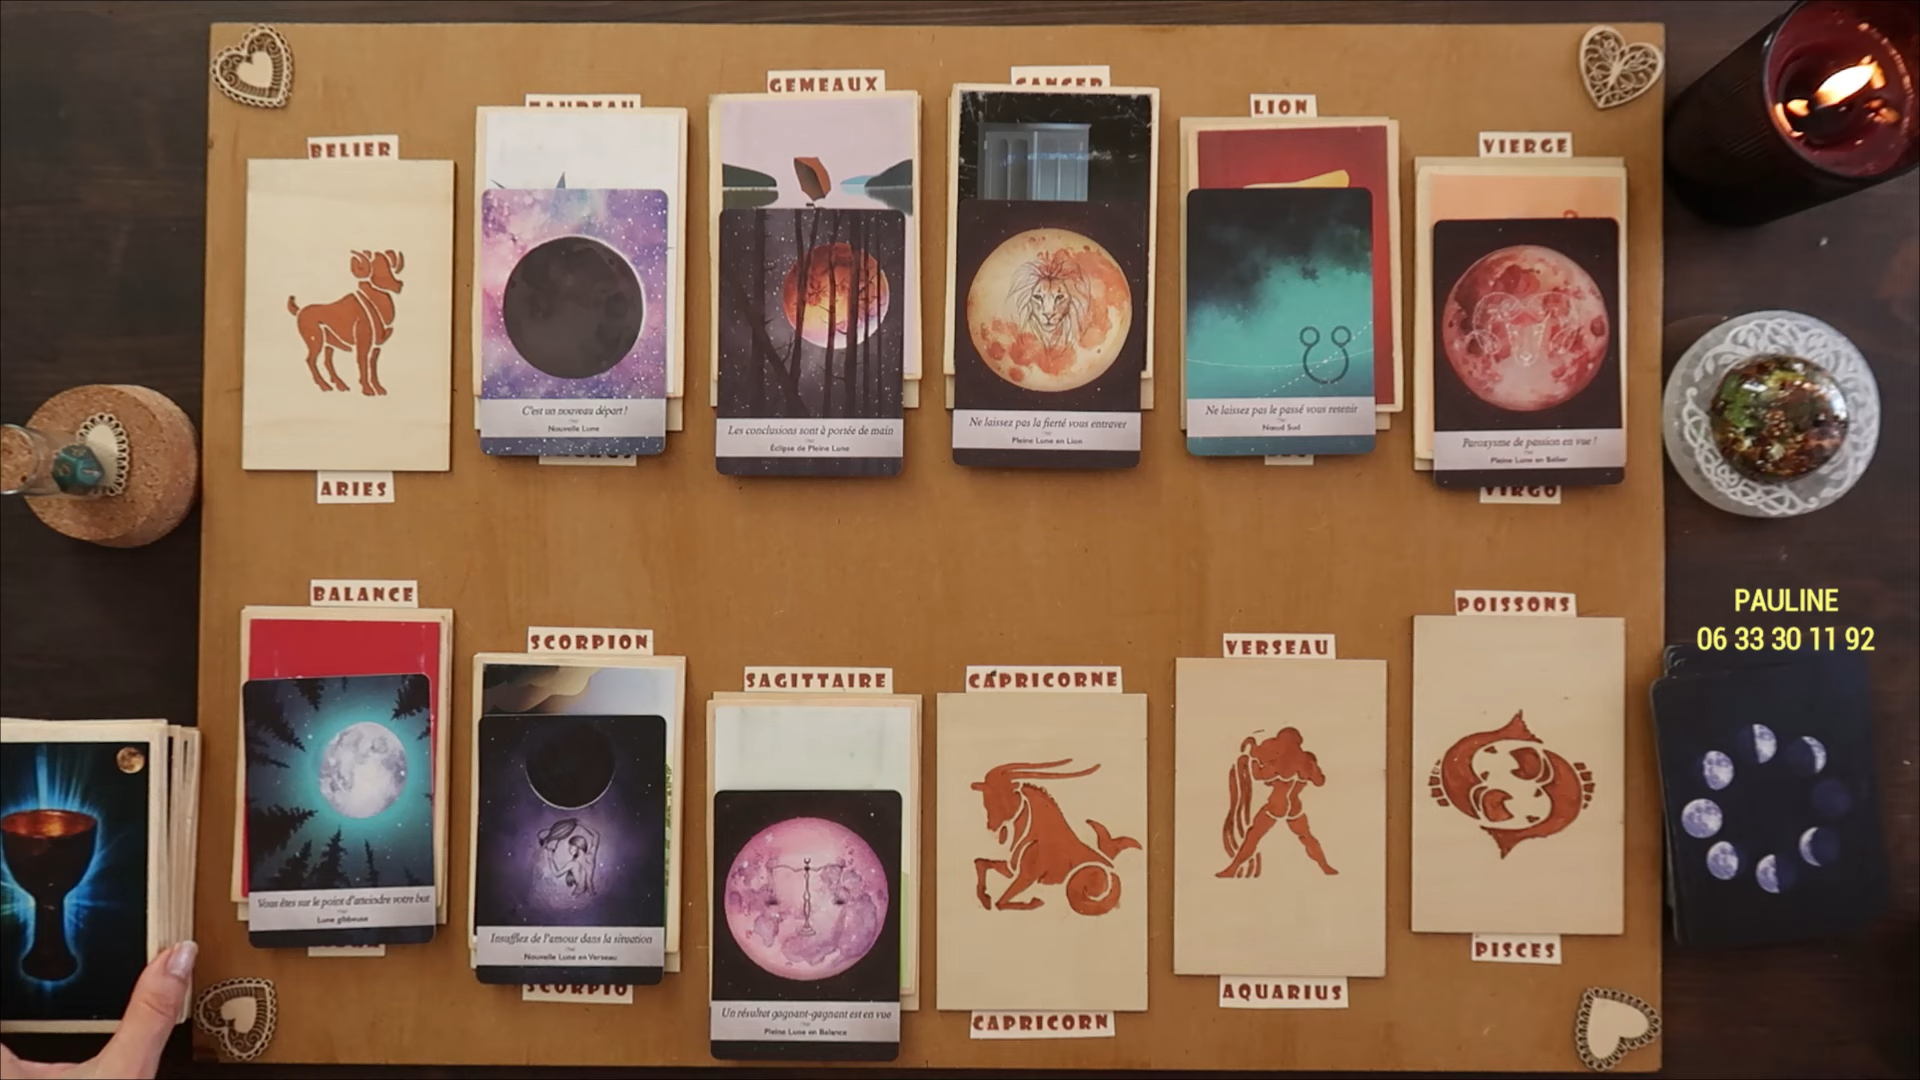 BELIER
TAUREAU
GEMEAUX
CANCER
LION
VIERGE
C'est un nouveau départ !
Nouvelle Lune
Les conclusions sont à portée de main
Éclipse de Pleine Lune
Ne laissez pas la fierté vous entraver
Pleine Lune en Lion
Ne laissez pas le passé vous retenir
Nœud Sud
Paroxysme de passion en vue !
Pleine Lune en Bélier
ARIES
VIRGO
BALANCE
SCORPION
SAGITTAIRE
CAPRICORNE
VERSEAU
POISSONS
PAULINE
06 33 30 11 92
Vous êtes sur le point d'atteindre votre but
Lune gibbeuse
Insufflez de l'amour dans la situation
Nouvelle Lune en Verseau
Un résultat gagnant-gagnant est en vue
Pleine Lune en Balance
SCORPIO
CAPRICORN
AQUARIUS
PISCES